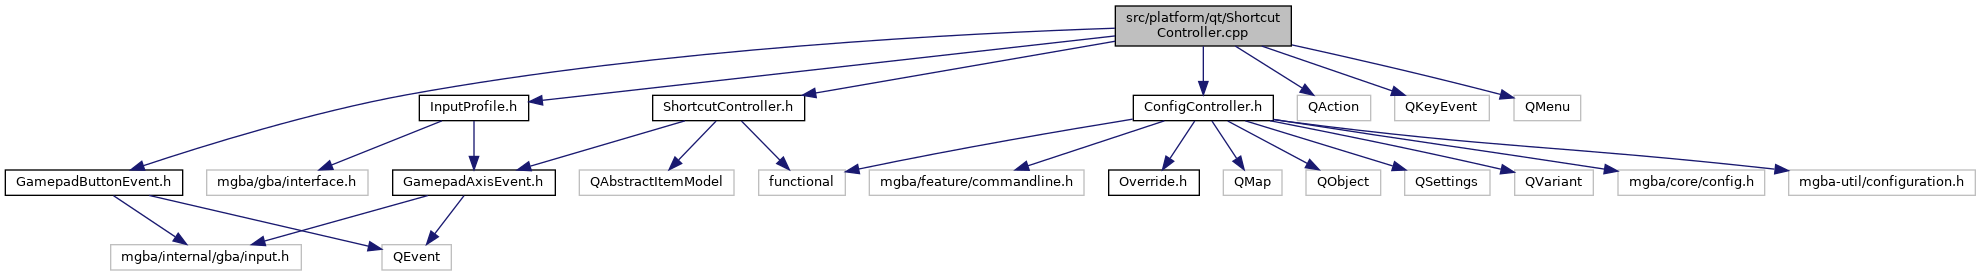 src/platform/qt/Shortcut
Controller.cpp
InputProfile.h
ShortcutController.h
ConfigController.h
QAction
QKeyEvent
QMenu
GamepadButtonEvent.h
mgba/gba/interface.h
GamepadAxisEvent.h
QAbstractItemModel
functional
mgba/feature/commandline.h
Override.h
QMap
QObject
QSettings
QVariant
mgba/core/config.h
mgba-util/configuration.h
mgba/internal/gba/input.h
QEvent